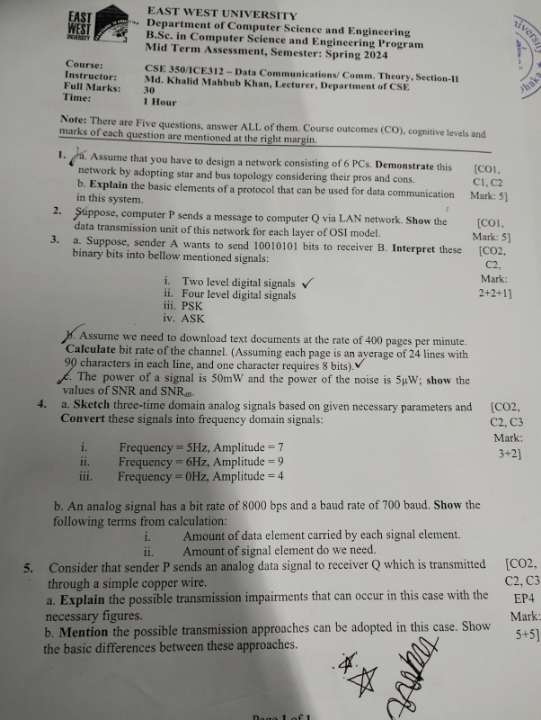 EAST WEST UNIVERSITY
EAST WEST UNIVERSITY
Department of Computer Science and Engineering
B.Sc. in Computer Science and Engineering Program
Mid Term Assessment, Semester: Spring 2024
Course: CSE 350/ICE312 – Data Communications/ Comm. Theory, Section-II
Instructor: Md. Khalid Mahbub Khan, Lecturer, Department of CSE
Full Marks: 30
Time: 1 Hour
Note: There are Five questions, answer ALL of them. Course outcomes (CO), cognitive levels and
marks of each question are mentioned at the right margin.
1. a. Assume that you have to design a network consisting of 6 PCs. Demonstrate this [CO1,
network by adopting star and bus topology considering their pros and cons. C1, C2
b. Explain the basic elements of a protocol that can be used for data communication Mark: 5]
in this system.
2. Suppose, computer P sends a message to computer Q via LAN network. Show the [CO1,
data transmission unit of this network for each layer of OSI model. Mark: 5]
3. a. Suppose, sender A wants to send 10010101 bits to receiver B. Interpret these [CO2,
binary bits into bellow mentioned signals: C2,
i. Two level digital signals ✓ Mark:
ii. Four level digital signals 2+2+1]
iii. PSK
iv. ASK
b. Assume we need to download text documents at the rate of 400 pages per minute.
Calculate bit rate of the channel. (Assuming each page is an average of 24 lines with
90 characters in each line, and one character requires 8 bits). ✓
c. The power of a signal is 50mW and the power of the noise is 5μW; show the
values of SNR and SNR
4. a. Sketch three-time domain analog signals based on given necessary parameters and [CO2,
Convert these signals into frequency domain signals: C2, C3
Mark:
i. Frequency = 5Hz, Amplitude = 7 3+2]
ii. Frequency = 6Hz, Amplitude = 9
iii. Frequency = 0Hz, Amplitude = 4
b. An analog signal has a bit rate of 8000 bps and a baud rate of 700 baud. Show the
following terms from calculation:
i. Amount of data element carried by each signal element.
ii. Amount of signal element do we need.
5. Consider that sender P sends an analog data signal to receiver Q which is transmitted [CO2,
through a simple copper wire. C2, C3
a. Explain the possible transmission impairments that can occur in this case with the EP4
necessary figures. Mark:
b. Mention the possible transmission approaches can be adopted in this case. Show 5+5]
the basic differences between these approaches.
Page 1 of 1